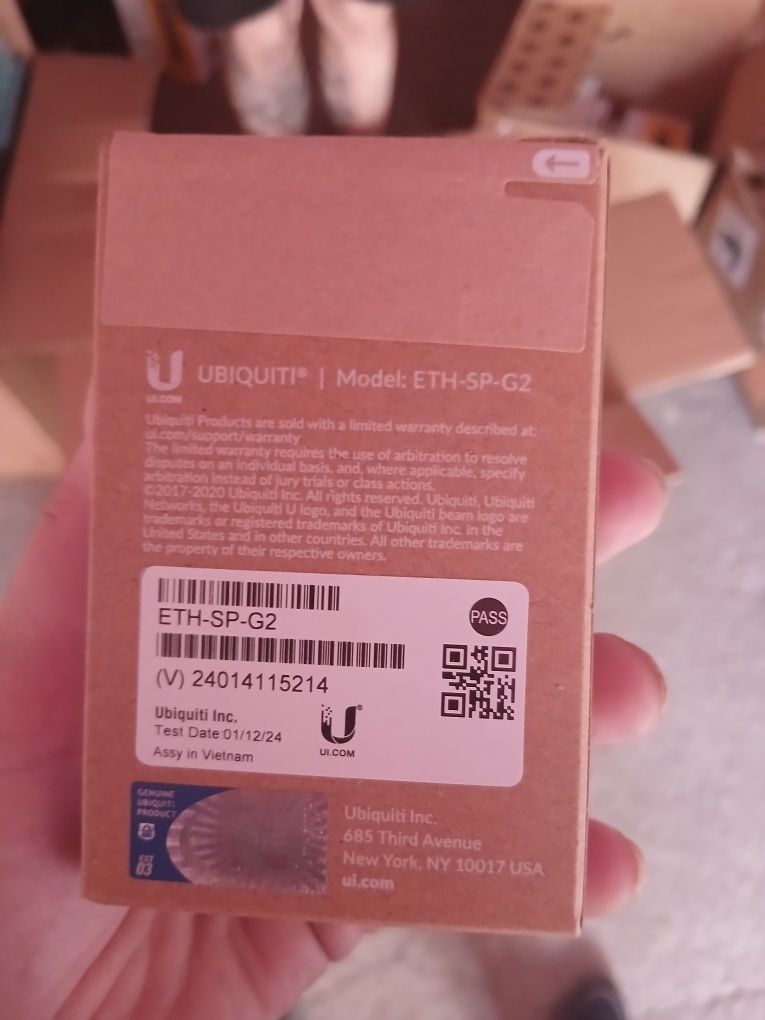 UI.COM
UBIQUITI® | Model: ETH-SP-G2
Ubiquiti Products are sold with a limited warranty described at:
ui.com/support/warranty
The limited warranty requires the use of arbitration to resolve
disputes on an individual basis, and, where applicable, specify
arbitration instead of jury trials or class actions.
©2017-2020 Ubiquiti Inc. All rights reserved. Ubiquiti, Ubiquiti
Networks, the Ubiquiti U logo, and the Ubiquiti beam logo are
trademarks or registered trademarks of Ubiquiti Inc. in the
United States and in other countries. All other trademarks are
the property of their respective owners.
ETH-SP-G2
PASS
(V) 24014115214
Ubiquiti Inc.
Test Date:01/12/24
Assy in Vietnam
U®
UI.COM
GENUINE
UBIQUITI
PRODUCT
EST
03
Ubiquiti Inc.
685 Third Avenue
New York, NY 10017 USA
ui.com